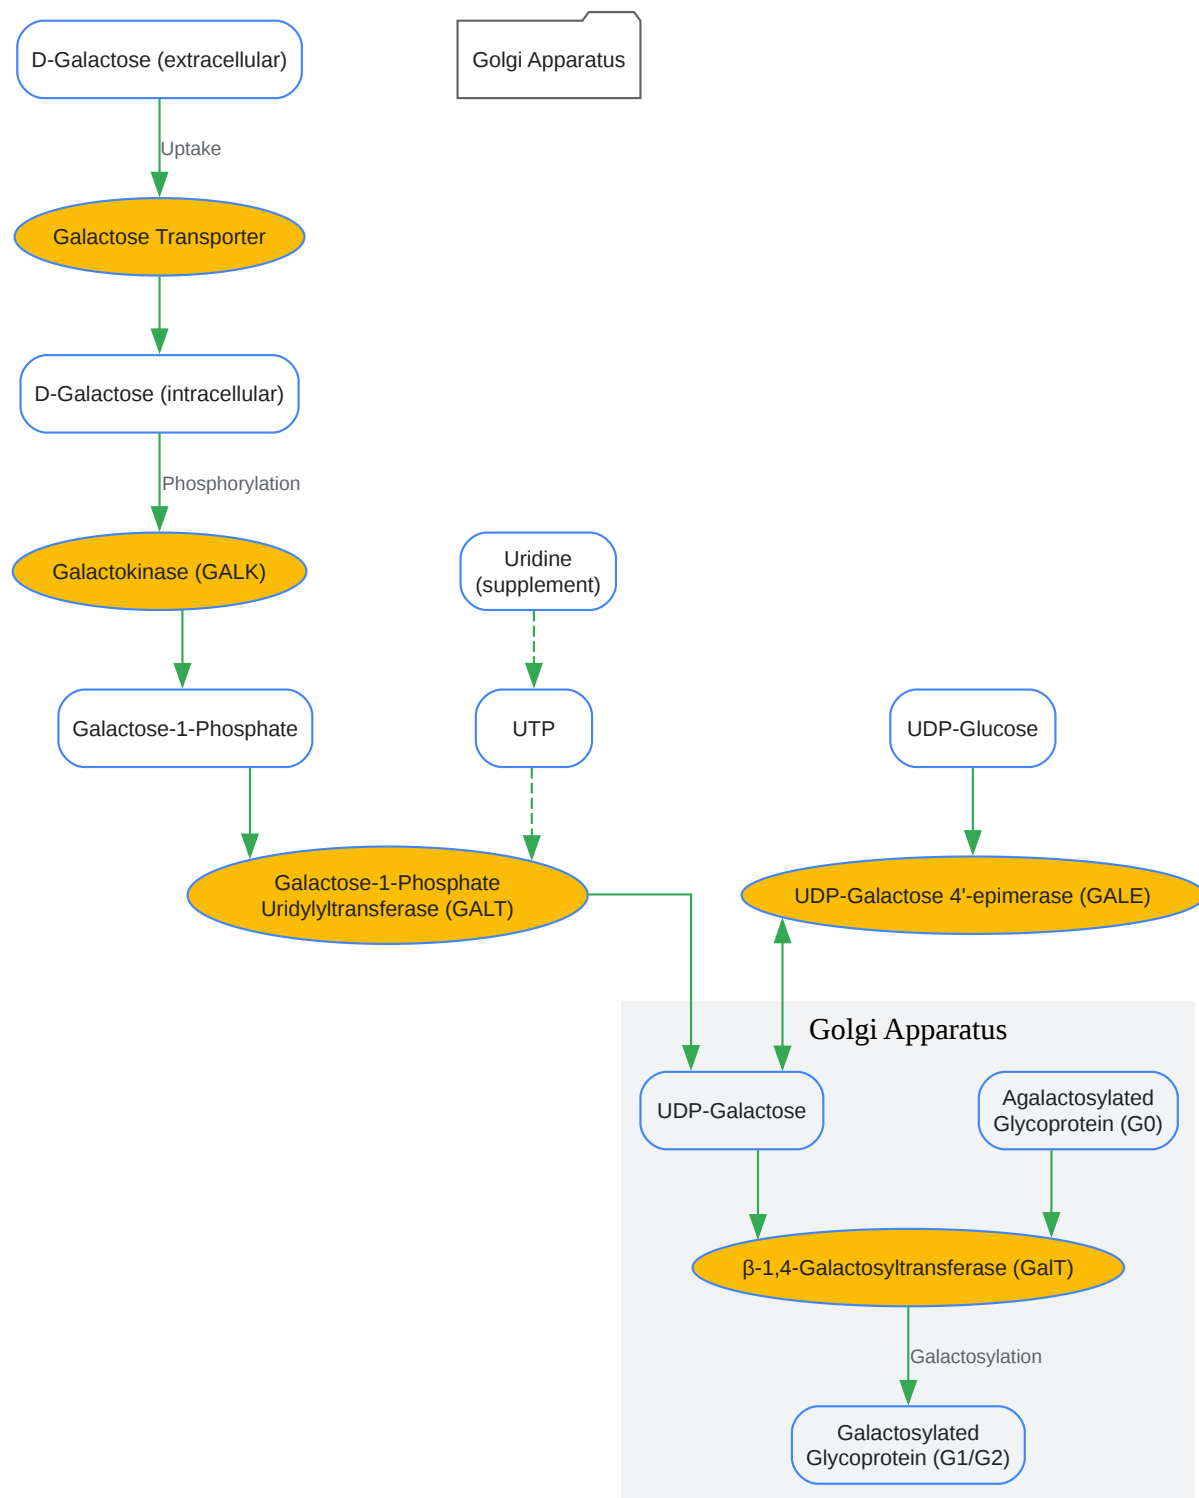 D-Galactose (extracellular)
Golgi Apparatus
Uptake
Galactose Transporter
D-Galactose (intracellular)
Phosphorylation
Galactokinase (GALK)
Uridine
(supplement)
Galactose-1-Phosphate
UTP
UDP-Glucose
Galactose-1-Phosphate
Uridylyltransferase (GALT)
UDP-Galactose 4'-epimerase (GALE)
Golgi Apparatus
UDP-Galactose
Agalactosylated
Glycoprotein (G0)
β-1,4-Galactosyltransferase (GalT)
Galactosylation
Galactosylated
Glycoprotein (G1/G2)